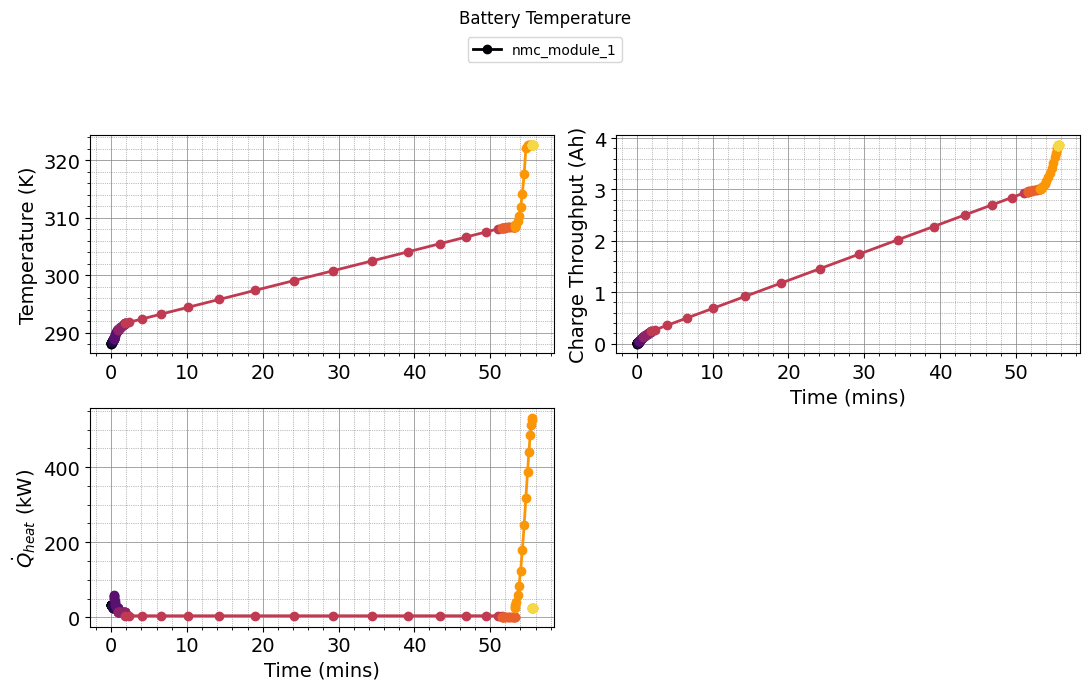 Battery Temperature
nmc_module_1
Temperature (K)
320
310
300
290
0 10 20 30 40 50
Charge Throughput (Ah)
4
3
2
1
0
0 10 20 30 40 50
Time (mins)
Q̇heat (kW)
400
200
0
0 10 20 30 40 50
Time (mins)